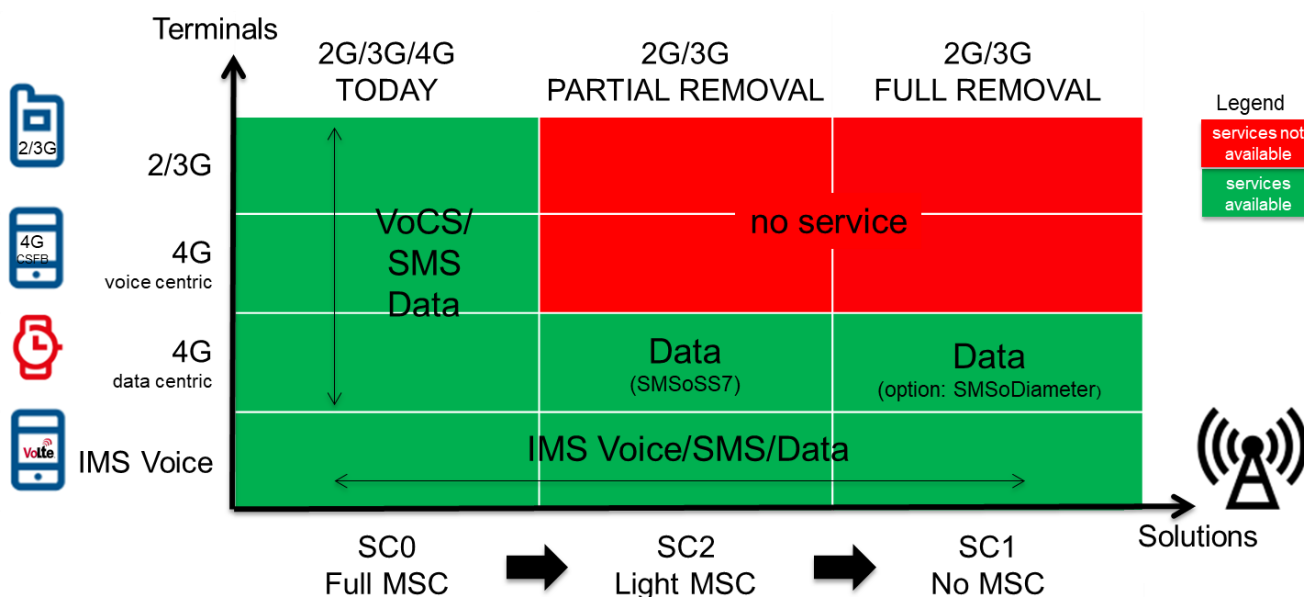 Terminals
2G/3G/4G
TODAY
2G/3G
PARTIAL REMOVAL
2G/3G
FULL REMOVAL
Legend
services not
available
services
available
2/3G
2/3G
4G
CSFB
4G
voice centric
VoCS/
SMS
Data
no service
4G
data centric
Data
(SMSoSS7)
Data
(option: SMSoDiameter)
VoLTE
IMS Voice
IMS Voice/SMS/Data
Solutions
SC0
Full MSC
SC2
Light MSC
SC1
No MSC